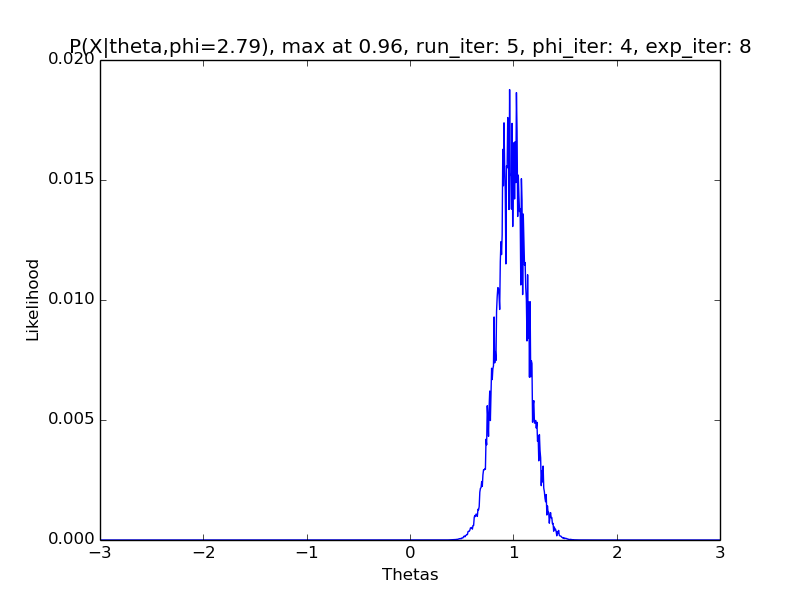 P(X|theta,phi=2.79), max at 0.96, run_iter: 5, phi_iter: 4, exp_iter: 8
0.020
0.015
0.010
0.005
0.000
Likelihood
−3 −2 −1 0 1 2 3
Thetas